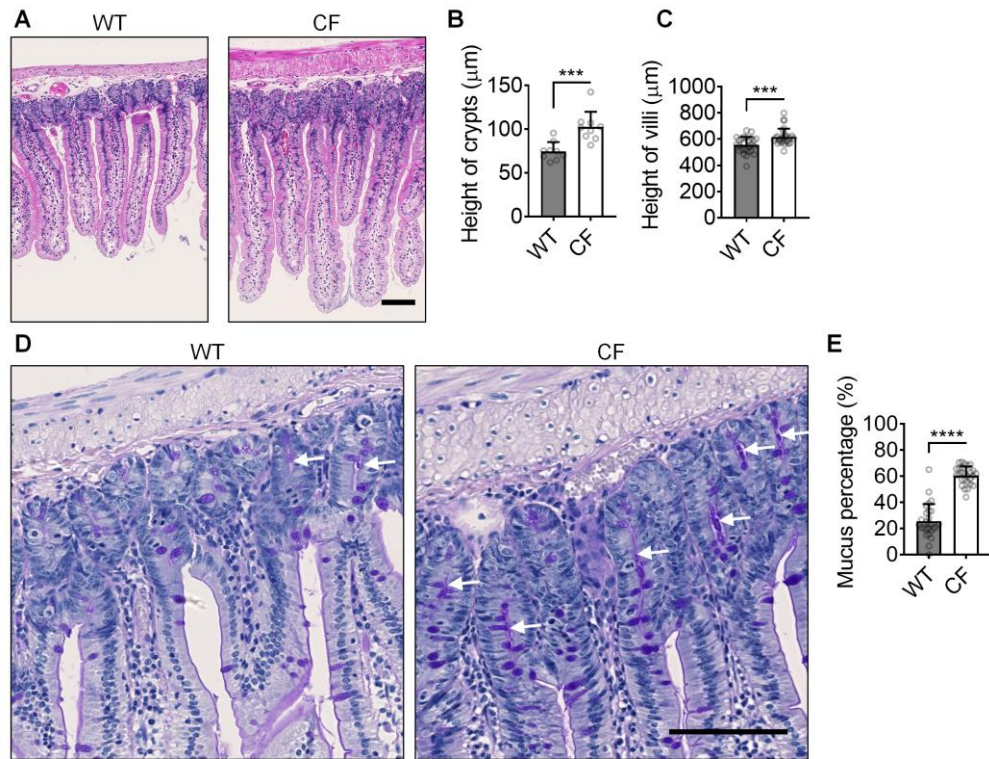 A
WT
CF
B
Height of crypts (μm)
150
100
50
0
***
WT
CF
C
Height of villi (μm)
1000
800
600
400
200
0
***
WT
CF
D
WT
CF
E
Mucus percentage (%)
100
80
60
40
20
0
****
WT
CF